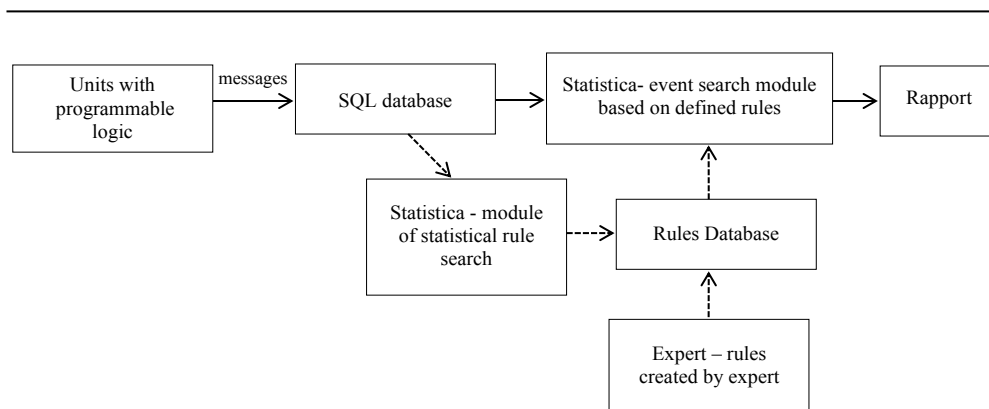 Units with
programmable
logic
messages
SQL database
Statistica- event search module
based on defined rules
Rapport
Statistica - module
of statistical rule
search
Rules Database
Expert – rules
created by expert